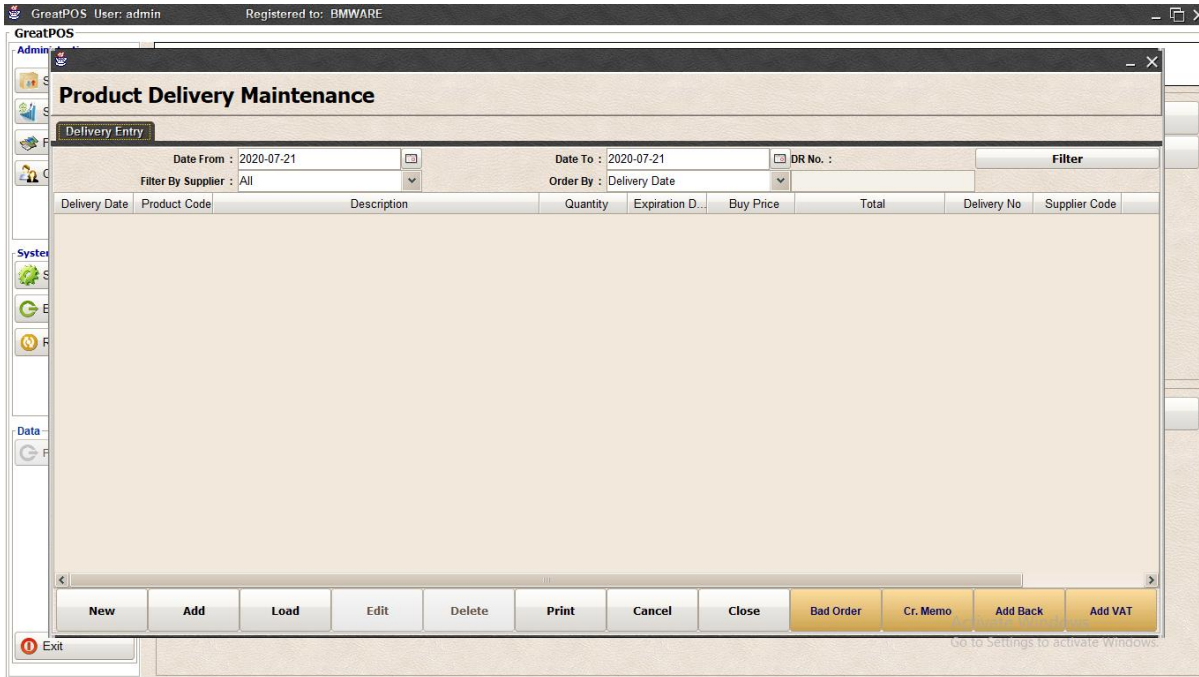 GreatPOS User: admin Registered to: BMWARE
GreatPOS
Product Delivery Maintenance
Delivery Entry
Date From : 2020-07-21 Date To : 2020-07-21 DR No. : Filter
Filter By Supplier : All Order By : Delivery Date
Delivery Date Product Code Description Quantity Expiration D... Buy Price Total Delivery No Supplier Code
Data
New Add Load Edit Delete Print Cancel Close Bad Order Cr. Memo Add Back Add VAT
Activate Windows
Go to Settings to activate Windows.
Exit